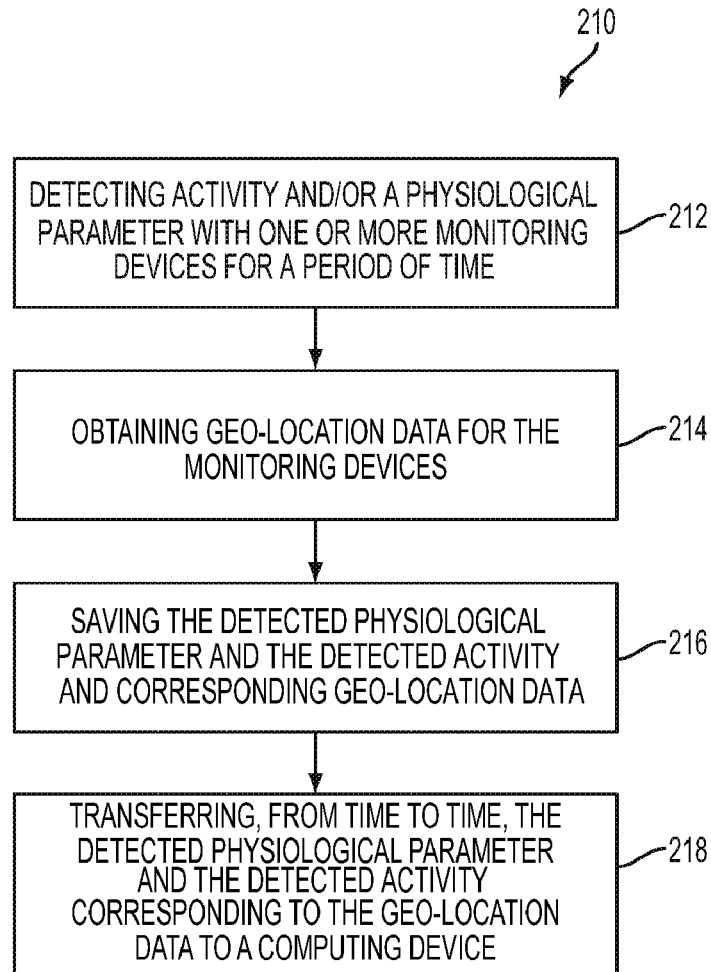 210
DETECTING ACTIVITY AND/OR A PHYSIOLOGICAL
PARAMETER WITH ONE OR MORE MONITORING
DEVICES FOR A PERIOD OF TIME
212
OBTAINING GEO-LOCATION DATA FOR THE
MONITORING DEVICES
214
SAVING THE DETECTED PHYSIOLOGICAL
PARAMETER AND THE DETECTED ACTIVITY
AND CORRESPONDING GEO-LOCATION DATA
216
TRANSFERRING, FROM TIME TO TIME, THE
DETECTED PHYSIOLOGICAL PARAMETER
AND THE DETECTED ACTIVITY
CORRESPONDING TO THE GEO-LOCATION
DATA TO A COMPUTING DEVICE
218